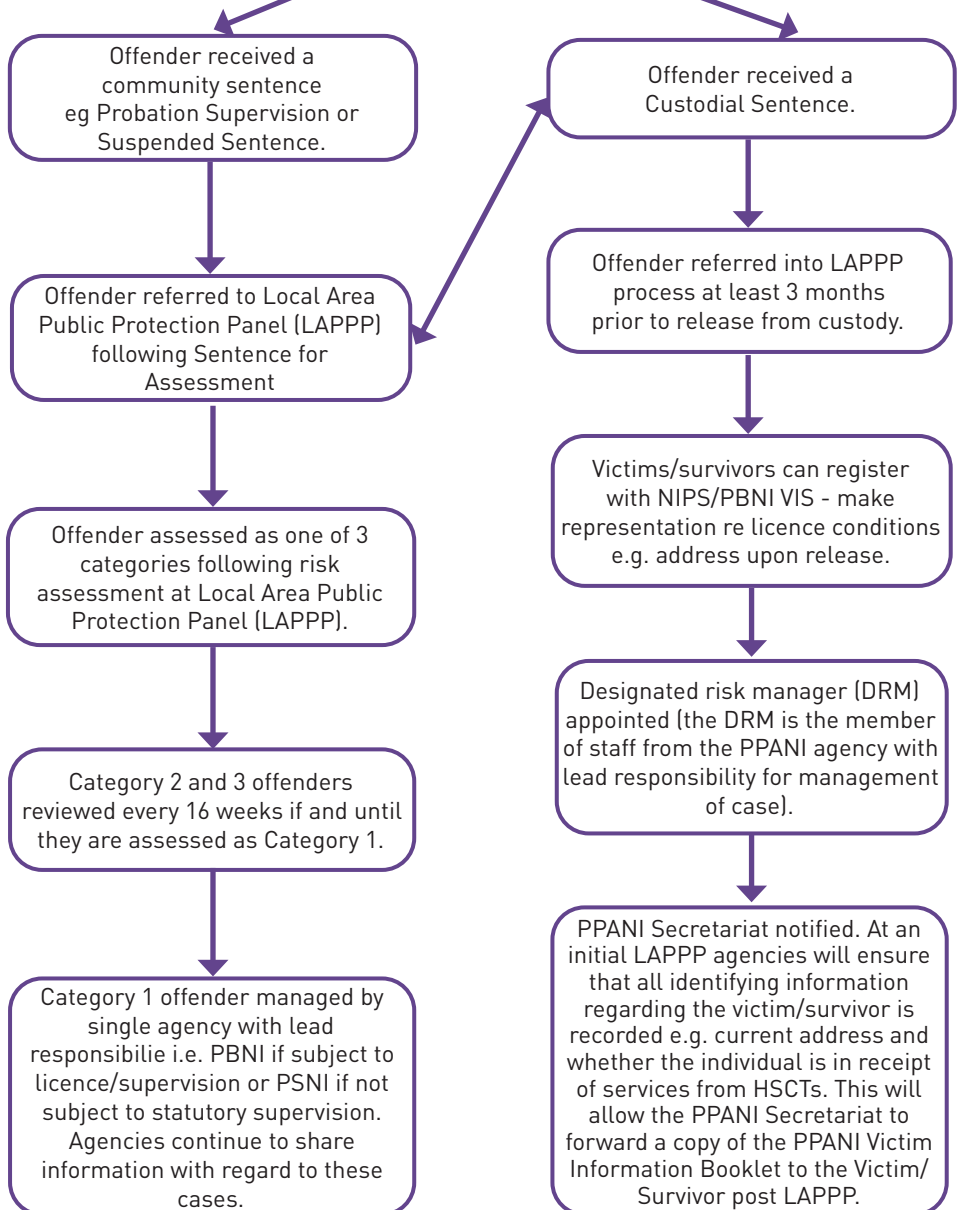 Offender received a
community sentence
eg Probation Supervision or
Suspended Sentence.
Offender referred to Local Area
Public Protection Panel (LAPPP)
following Sentence for
Assessment
Offender assessed as one of 3
categories following risk
assessment at Local Area Public
Protection Panel (LAPPP).
Category 2 and 3 offenders
reviewed every 16 weeks if and until
they are assessed as Category 1.
Category 1 offender managed by
single agency with lead
responsibilie i.e. PBNI if subject to
licence/supervision or PSNI if not
subject to statutory supervision.
Agencies continue to share
information with regard to these
cases.
Offender received a
Custodial Sentence.
Offender referred into LAPPP
process at least 3 months
prior to release from custody.
Victims/survivors can register
with NIPS/PBNI VIS - make
representation re licence conditions
e.g. address upon release.
Designated risk manager (DRM)
appointed (the DRM is the member
of staff from the PPANI agency with
lead responsibility for management
of case).
PPANI Secretariat notified. At an
initial LAPPP agencies will ensure
that all identifying information
regarding the victim/survivor is
recorded e.g. current address and
whether the individual is in receipt
of services from HSCTs. This will
allow the PPANI Secretariat to
forward a copy of the PPANI Victim
Information Booklet to the Victim/
Survivor post LAPPP.